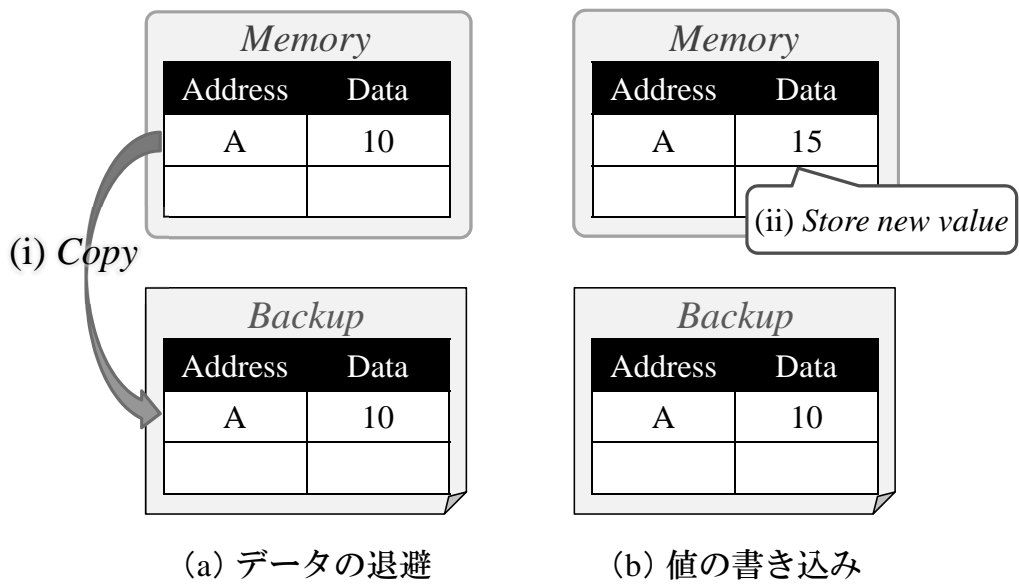 Memory
Address Data
A 10
(i) Copy
Backup
Address Data
A 10
(a) データの退避
Memory
Address Data
A 15
(ii) Store new value
Backup
Address Data
A 10
(b) 値の書き込み